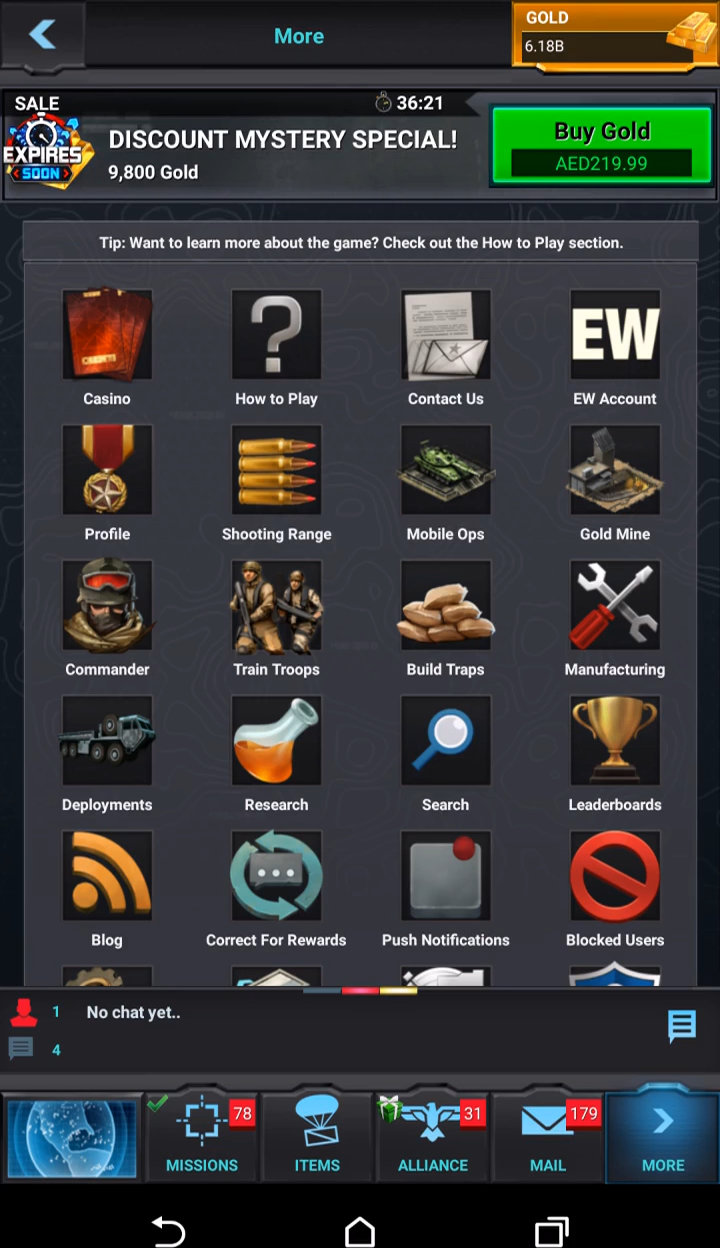 More
GOLD
6.18B
SALE
36:21
EXPIRES
SOON
DISCOUNT MYSTERY SPECIAL!
9,800 Gold
Buy Gold
AED219.99
Tip: Want to learn more about the game? Check out the How to Play section.
EW
Casino How to Play Contact Us EW Account
Profile Shooting Range Mobile Ops Gold Mine
Commander Train Troops Build Traps Manufacturing
Deployments Research Search Leaderboards
Blog Correct For Rewards Push Notifications Blocked Users
1 No chat yet..
4
78 31 179
MISSIONS ITEMS ALLIANCE MAIL MORE